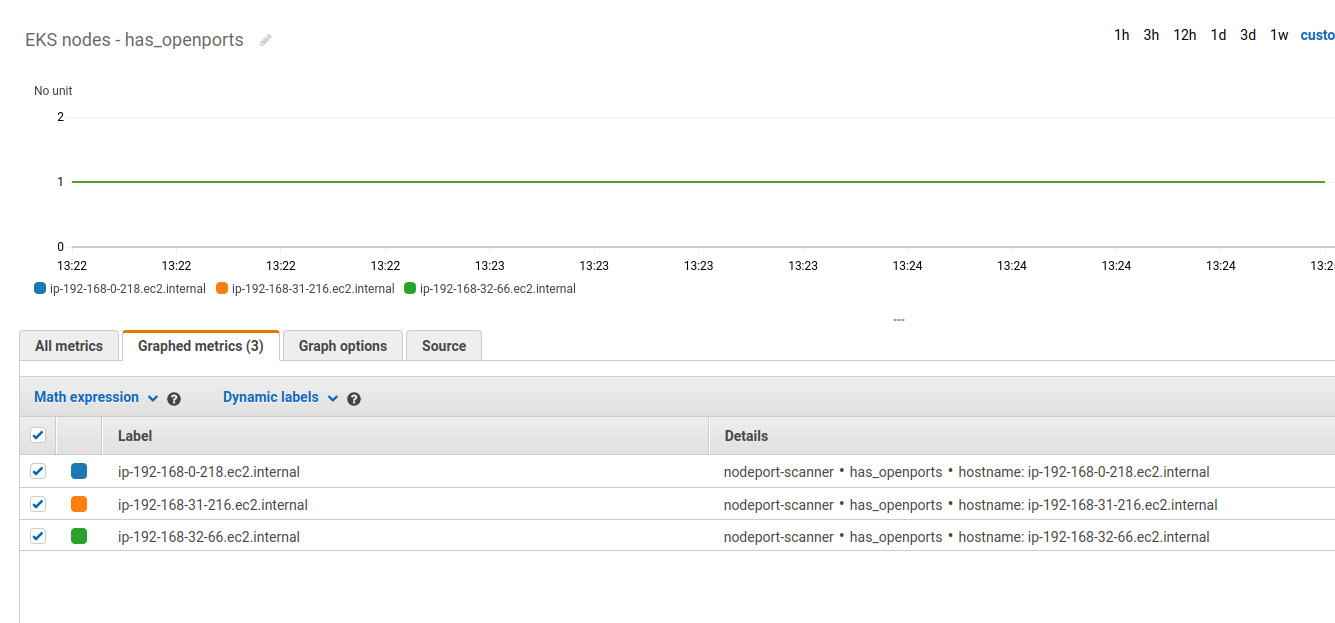 EKS nodes - has_openports
1h 3h 12h 1d 3d 1w custo
No unit
2
1
0
13:22 13:22 13:22 13:22 13:23 13:23 13:23 13:23 13:24 13:24 13:24 13:24 13:2
ip-192-168-0-218.ec2.internal ip-192-168-31-216.ec2.internal ip-192-168-32-66.ec2.internal
All metrics Graphed metrics (3) Graph options Source
Math expression ? Dynamic labels ?
Label Details
ip-192-168-0-218.ec2.internal nodeport-scanner • has_openports • hostname: ip-192-168-0-218.ec2.internal
ip-192-168-31-216.ec2.internal nodeport-scanner • has_openports • hostname: ip-192-168-31-216.ec2.internal
ip-192-168-32-66.ec2.internal nodeport-scanner • has_openports • hostname: ip-192-168-32-66.ec2.internal